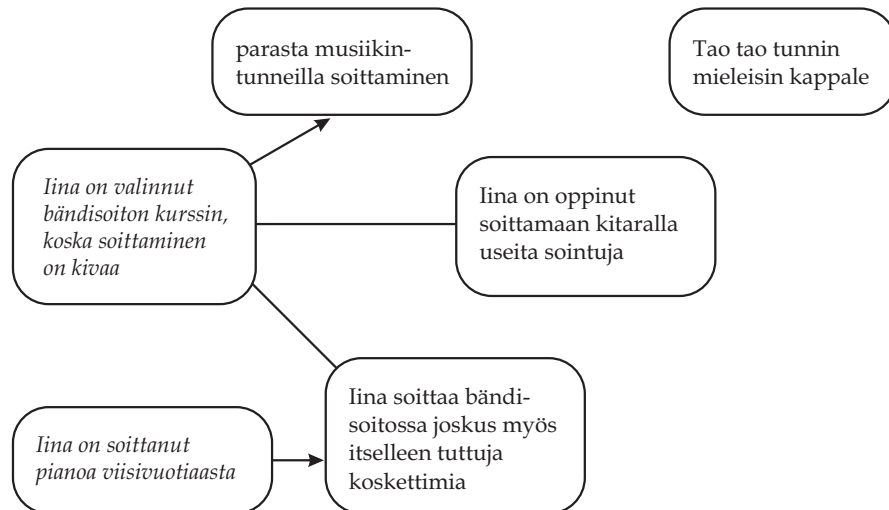 parasta musiikin-
tunneilla soittaminen
Tao tao tunnin
mieleisin kappale
Iina on valinnut
bändisoiton kurssin,
koska soittaminen
on kivaa
Iina on oppinut
soittamaan kitaralla
useita sointuja
Iina soittaa bändi-
soitossa joskus myös
itselleen tuttuja
koskettimia
Iina on soittanut
pianoa viisivuotiaasta